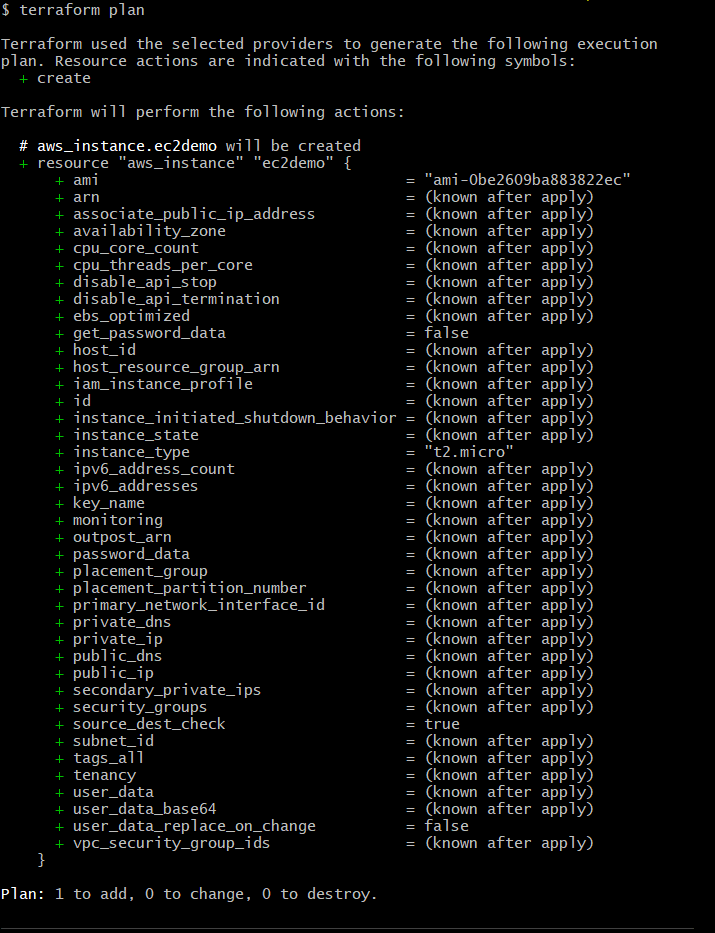 $ terraform plan
Terraform used the selected providers to generate the following execution
plan. Resource actions are indicated with the following symbols:
  + create
Terraform will perform the following actions:
  # aws_instance.ec2demo will be created
  + resource "aws_instance" "ec2demo" {
      + ami                                  = "ami-0be2609ba883822ec"
      + arn                                  = (known after apply)
      + associate_public_ip_address          = (known after apply)
      + availability_zone                    = (known after apply)
      + cpu_core_count                       = (known after apply)
      + cpu_threads_per_core                 = (known after apply)
      + disable_api_stop                     = (known after apply)
      + disable_api_termination              = (known after apply)
      + ebs_optimized                        = (known after apply)
      + get_password_data                    = false
      + host_id                              = (known after apply)
      + host_resource_group_arn              = (known after apply)
      + iam_instance_profile                 = (known after apply)
      + id                                   = (known after apply)
      + instance_initiated_shutdown_behavior = (known after apply)
      + instance_state                       = (known after apply)
      + instance_type                        = "t2.micro"
      + ipv6_address_count                   = (known after apply)
      + ipv6_addresses                       = (known after apply)
      + key_name                             = (known after apply)
      + monitoring                           = (known after apply)
      + outpost_arn                          = (known after apply)
      + password_data                        = (known after apply)
      + placement_group                      = (known after apply)
      + placement_partition_number           = (known after apply)
      + primary_network_interface_id         = (known after apply)
      + private_dns                          = (known after apply)
      + private_ip                           = (known after apply)
      + public_dns                           = (known after apply)
      + public_ip                            = (known after apply)
      + secondary_private_ips                = (known after apply)
      + security_groups                      = (known after apply)
      + source_dest_check                    = true
      + subnet_id                            = (known after apply)
      + tags_all                             = (known after apply)
      + tenancy                              = (known after apply)
      + user_data                            = (known after apply)
      + user_data_base64                     = (known after apply)
      + user_data_replace_on_change          = false
      + vpc_security_group_ids               = (known after apply)
    }
Plan: 1 to add, 0 to change, 0 to destroy.